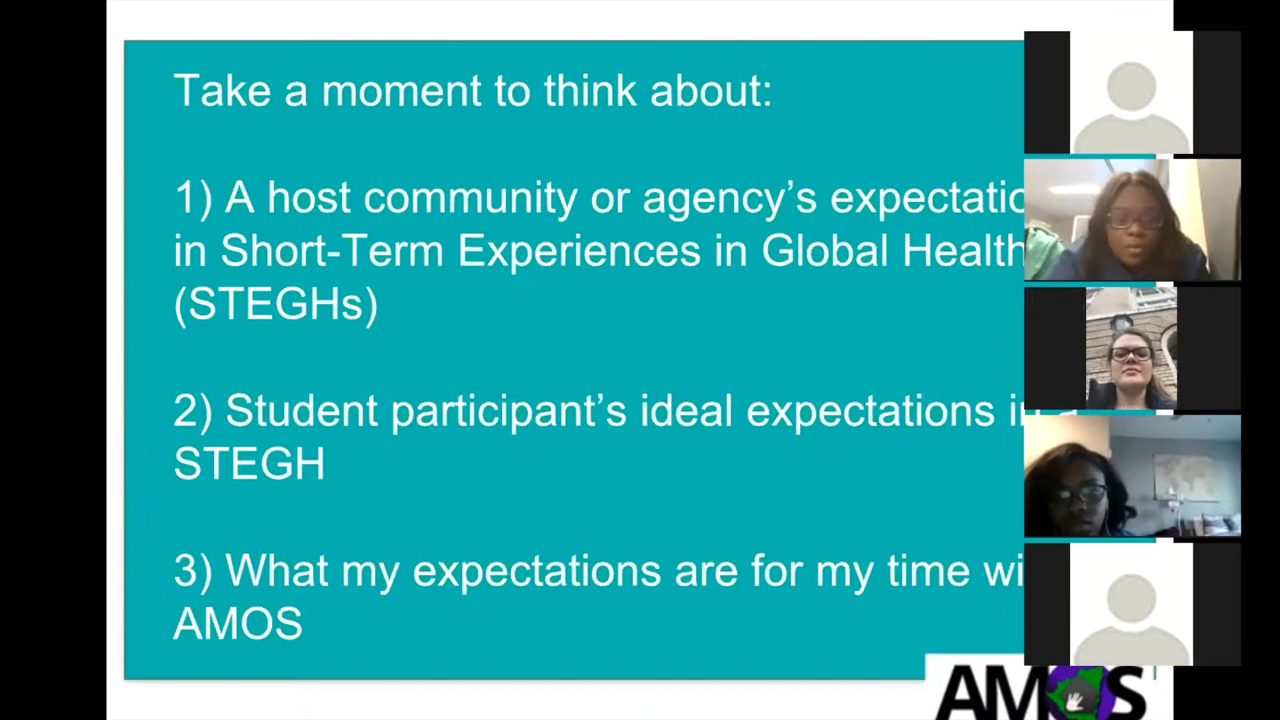 Take a moment to think about:
1) A host community or agency's expectatio
in Short-Term Experiences in Global Health
(STEGHs)
2) Student participant's ideal expectations in a
STEGH
3) What my expectations are for my time wi
AMOS
AMOS